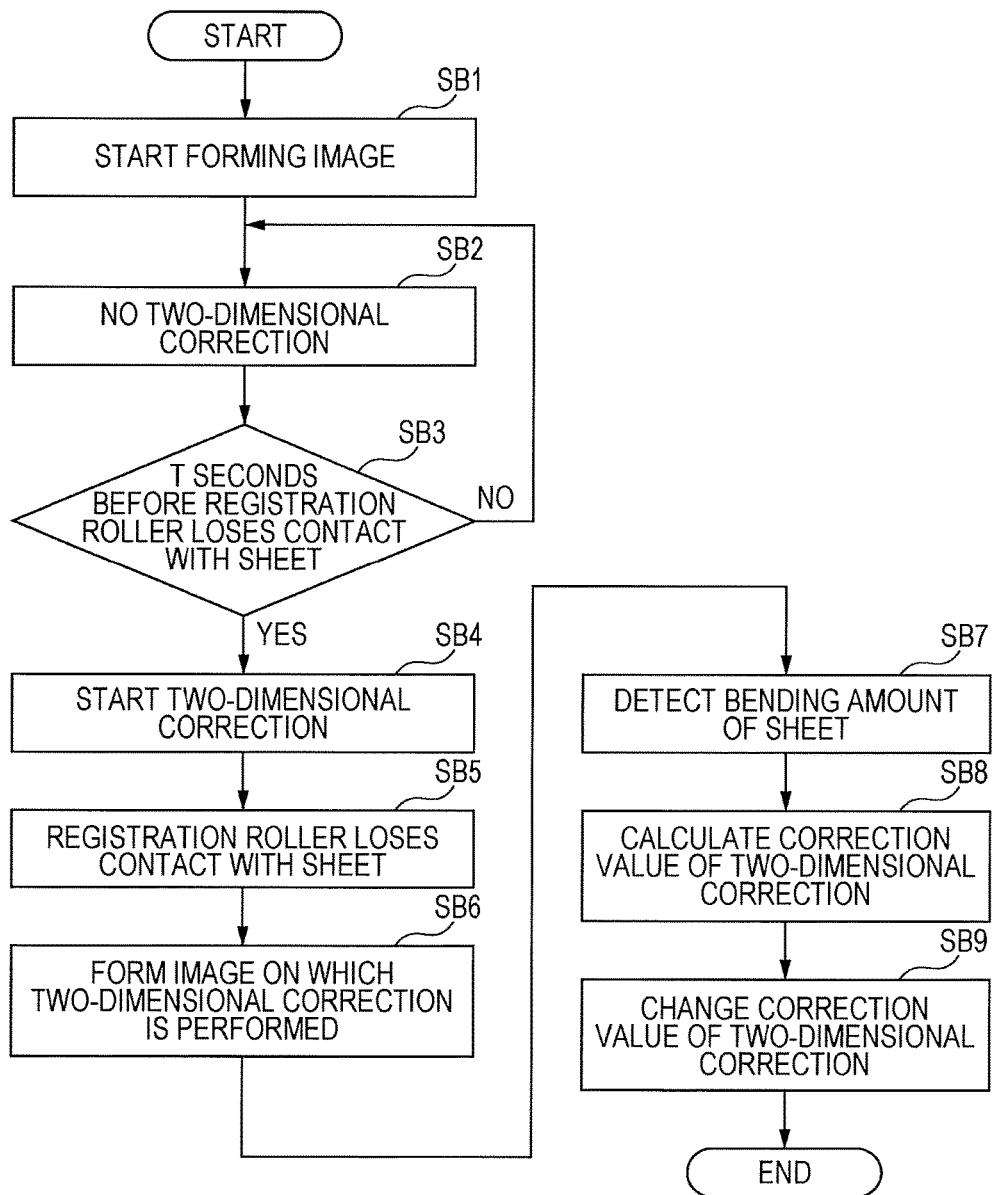 START
SB1
START FORMING IMAGE
SB2
NO TWO-DIMENSIONAL
CORRECTION
SB3
T SECONDS
BEFORE REGISTRATION
ROLLER LOSES CONTACT
WITH SHEET
NO
YES
SB4
START TWO-DIMENSIONAL
CORRECTION
SB5
REGISTRATION ROLLER LOSES
CONTACT WITH SHEET
SB6
FORM IMAGE ON WHICH
TWO-DIMENSIONAL CORRECTION
IS PERFORMED
SB7
DETECT BENDING AMOUNT
OF SHEET
SB8
CALCULATE CORRECTION
VALUE OF TWO-DIMENSIONAL
CORRECTION
SB9
CHANGE CORRECTION
VALUE OF TWO-DIMENSIONAL
CORRECTION
END